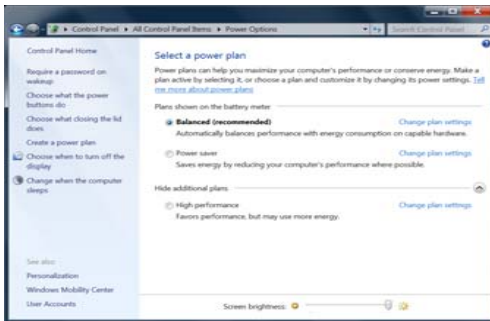 Control Panel ▸ All Control Panel Items ▸ Power Options
Search Control Panel
Control Panel Home
Require a password on
wakeup
Choose what the power
buttons do
Choose what closing the lid
does
Create a power plan
Choose when to turn off the
display
Change when the computer
sleeps
See also
Personalization
Windows Mobility Center
User Accounts
Select a power plan
Power plans can help you maximize your computer's performance or conserve energy. Make a
plan active by selecting it, or choose a plan and customize it by changing its power settings. Tell
me more about power plans
Plans shown on the battery meter
Balanced (recommended) Change plan settings
Automatically balances performance with energy consumption on capable hardware.
Power saver Change plan settings
Saves energy by reducing your computer's performance where possible.
Hide additional plans
High performance Change plan settings
Favors performance, but may use more energy.
Screen brightness: